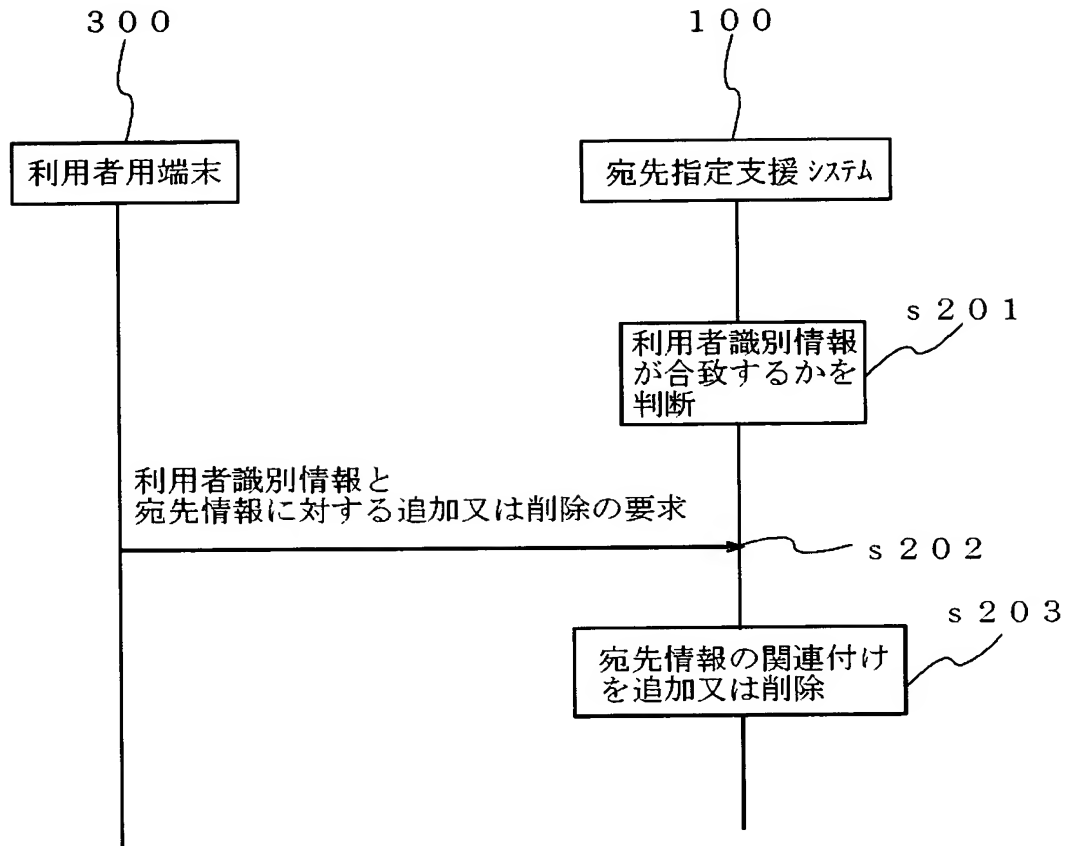 ３００
１００
利用者用端末
宛先指定支援システム
ｓ２０１
利用者識別情報
が合致するかを
判断
利用者識別情報と
宛先情報に対する追加又は削除の要求
ｓ２０２
ｓ２０３
宛先情報の関連付け
を追加又は削除